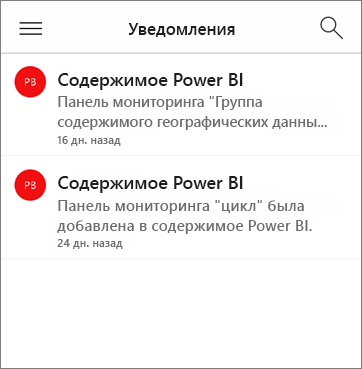 Уведомления
PB
Содержимое Power BI
Панель мониторинга "Группа
содержимого географических данны...
16 дн. назад
PB
Содержимое Power BI
Панель мониторинга "цикл" была
добавлена в содержимое Power BI.
24 дн. назад